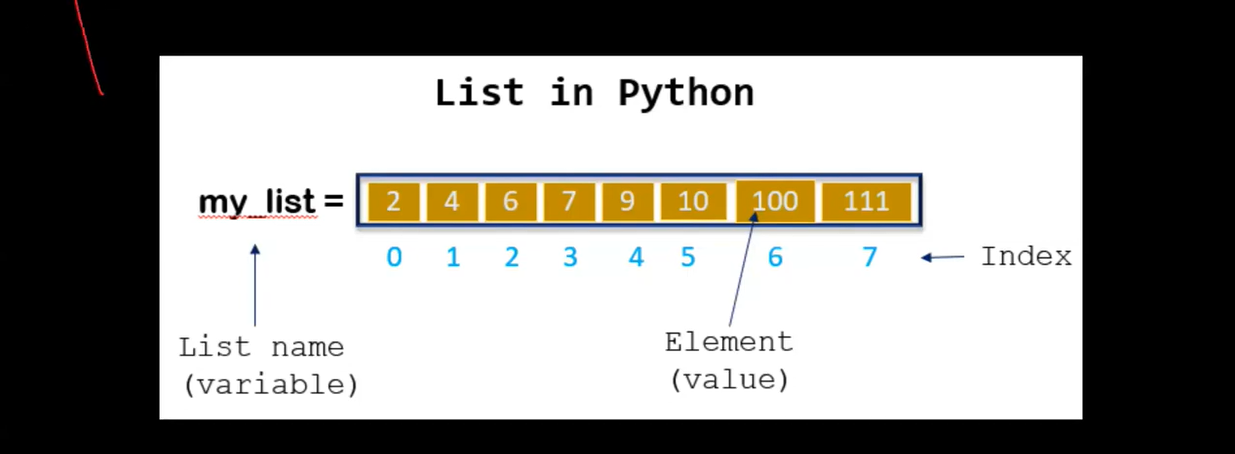 List in Python
my_list = 2 4 6 7 9 10 100 111
0 1 2 3 4 5 6 7 Index
List name
(variable)
Element
(value)